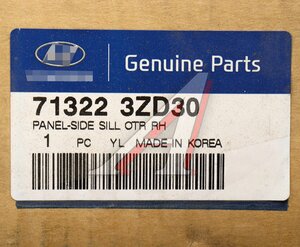 Genuine Parts
71322 3ZD30
PANEL-SIDE SILL OTR RH
1 PC YL MADE IN KOREA